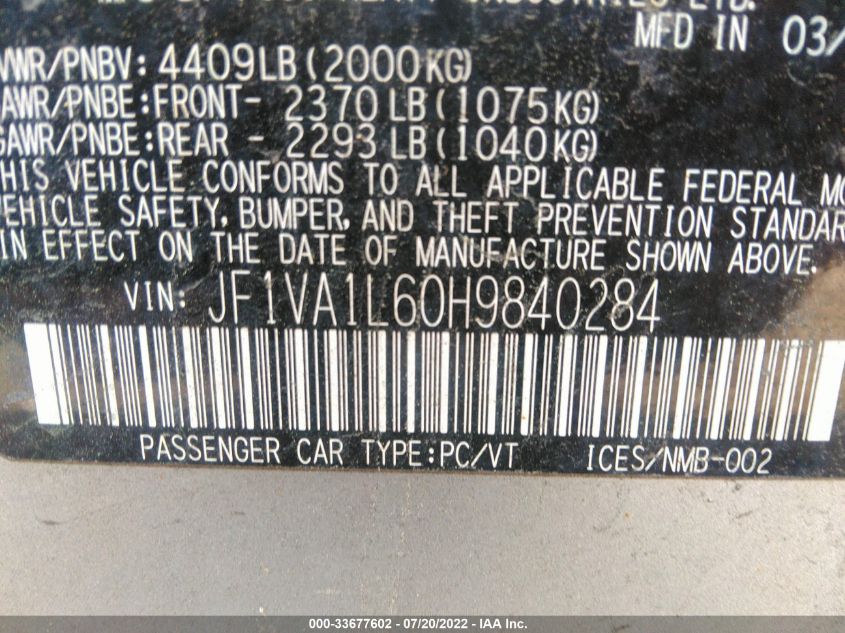 MFD IN 03/
VWR/PNBV: 4409LB(2000KG)
AWR/PNBE:FRONT- 2370LB(1075KG)
GAWR/PNBE:REAR - 2293LB(1040KG)
THIS VEHICLE CONFORMS TO ALL APPLICABLE FEDERAL MO
VEHICLE SAFETY, BUMPER, AND THEFT PREVENTION STANDAR
IN EFFECT ON THE DATE OF MANUFACTURE SHOWN ABOVE.
VIN: JF1VA1L60H9840284
PASSENGER CAR TYPE:PC/VT ICES/NMB-002
000-33677602 - 07/20/2022 - IAA Inc.